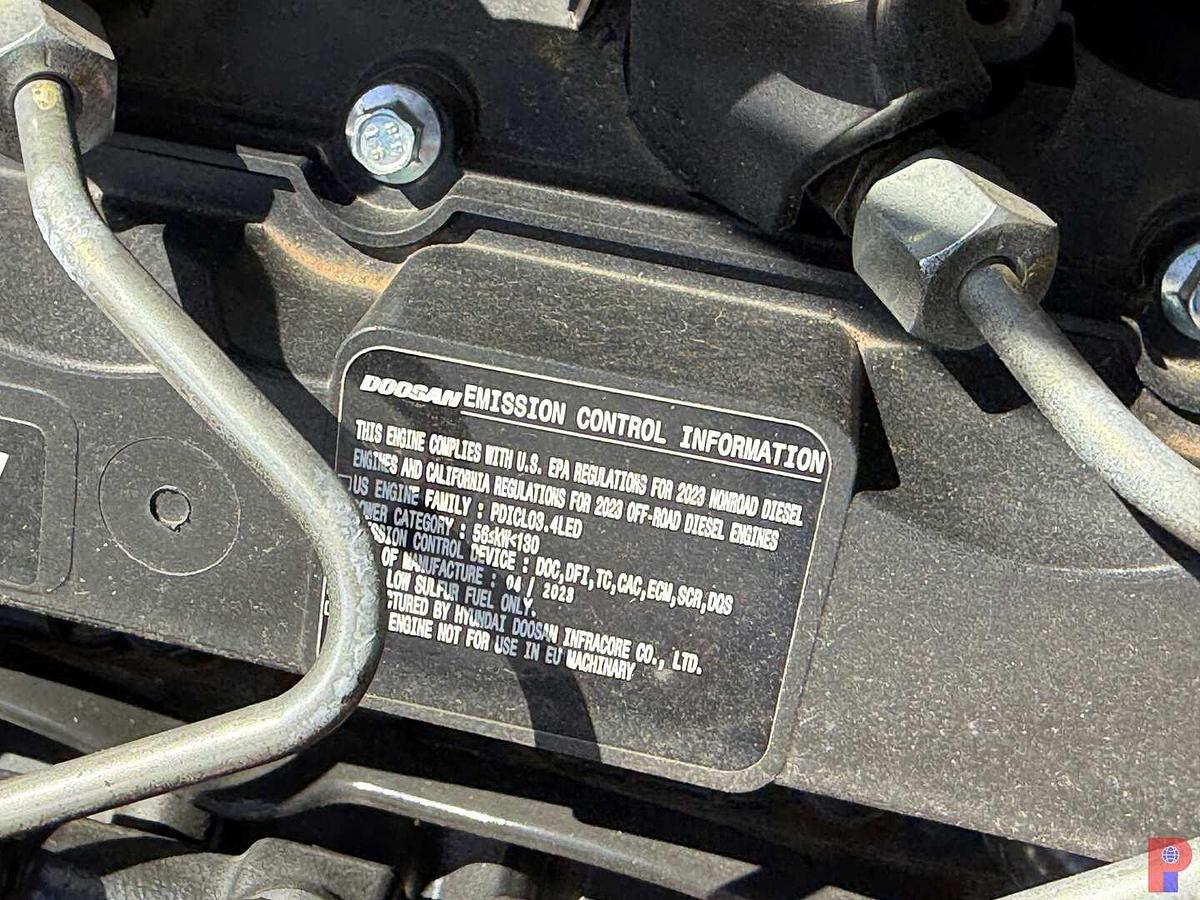 DOOSAN EMISSION CONTROL INFORMATION
THIS ENGINE COMPLIES WITH U.S. EPA REGULATIONS FOR 2023 NONROAD DIESEL
ENGINES AND CALIFORNIA REGULATIONS FOR 2023 OFF-ROAD DIESEL ENGINES
US ENGINE FAMILY : PDICL03.4LED
CATEGORY : 56≤kW<130
CONTROL DEVICE : DOC,DFI,TC,CAC,ECM,SCR,DQS
OF MANUFACTURE : 04 / 2023
LOW SULFUR FUEL ONLY.
BY HYUNDAI DOOSAN INFRACORE CO., LTD.
ENGINE NOT FOR USE IN EU MACHINARY